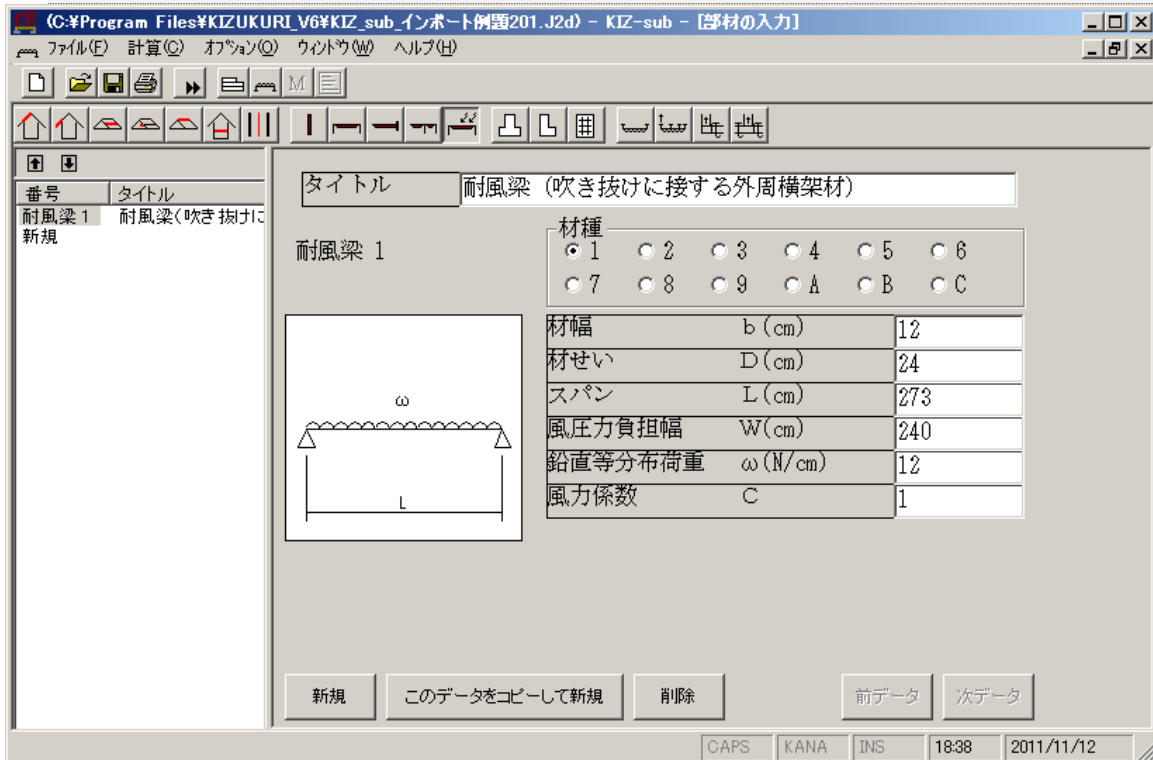 (C:¥Program Files¥KIZUKURI_V6¥KIZ_sub_インポート例題201.J2d) - KIZ-sub - [部材の入力]
ファイル(F) 計算(C) オプション(O) ウィンドウ(W) ヘルプ(H)
M
番号 タイトル
耐風梁1 耐風梁(吹き抜けに
新規
タイトル 耐風梁(吹き抜けに接する外周横架材)
耐風梁 1
材種
1 2 3 4 5 6
7 8 9 A B C
ω
L
材幅 b(cm) 12
材せい D(cm) 24
スパン L(cm) 273
風圧力負担幅 W(cm) 240
鉛直等分布荷重 ω(N/cm) 12
風力係数 C 1
新規 このデータをコピーして新規 削除 前データ 次データ
CAPS KANA INS 18:38 2011/11/12